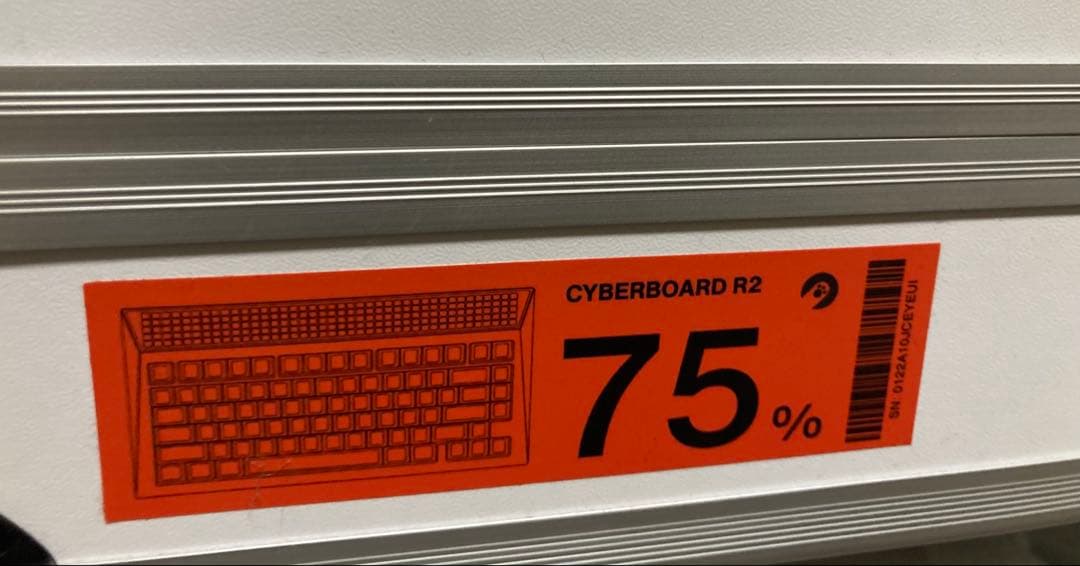 CYBERBOARD R2
75%
SN: 0122A10JCEYEUI